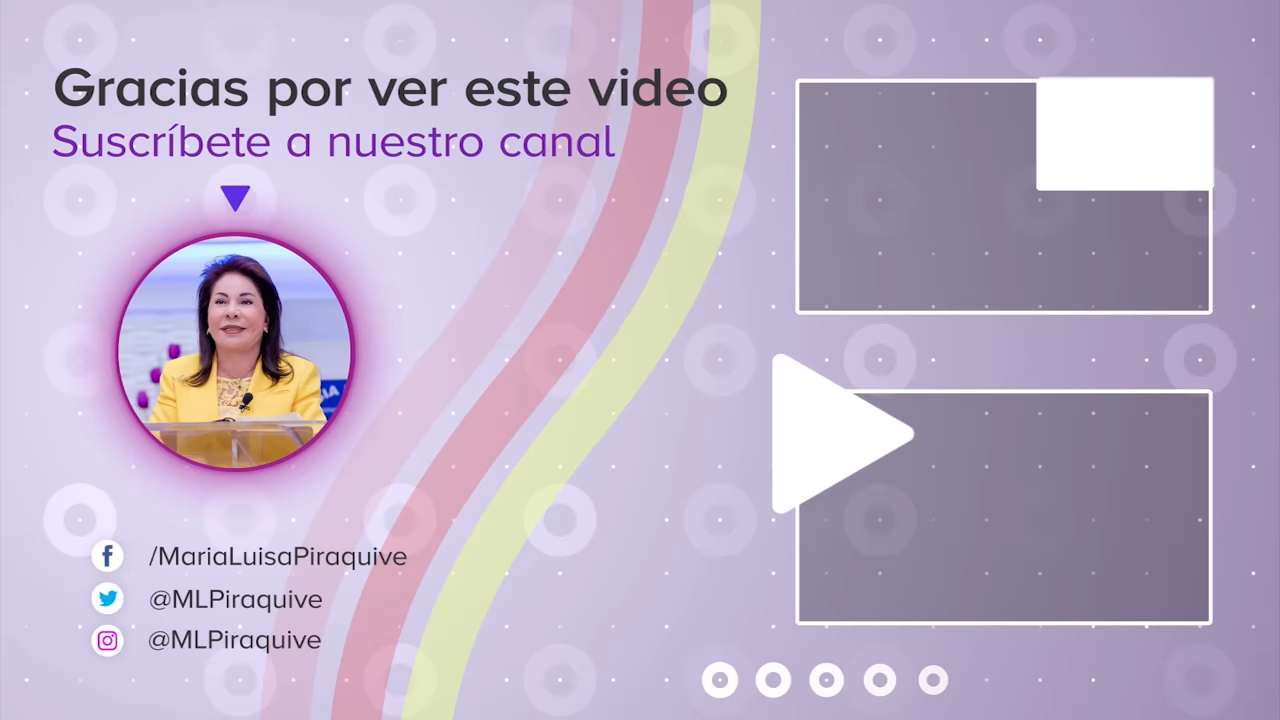 Gracias por ver este video
Suscríbete a nuestro canal
/MariaLuisaPiraquive
@MLPiraquive
@MLPiraquive